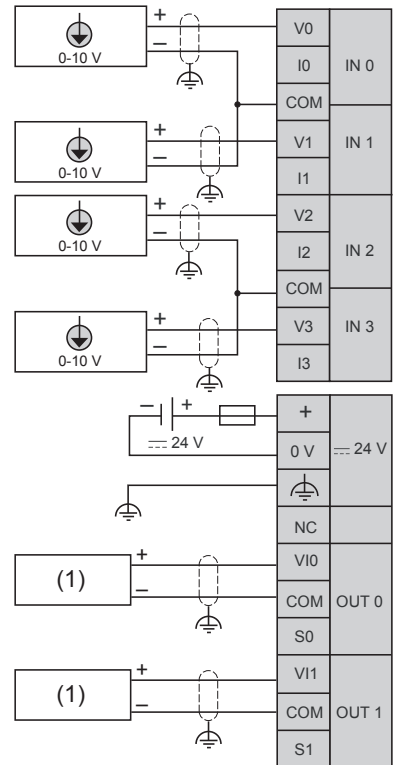 +
V0
−
0-10 V
I0
IN 0
COM
+
V1
IN 1
−
0-10 V
I1
+
V2
−
0-10 V
I2
IN 2
COM
+
V3
IN 3
−
0-10 V
I3
− +
+
24 V
0 V
24 V
NC
+
VI0
(1)
−
COM
OUT 0
S0
+
VI1
(1)
−
COM
OUT 1
S1